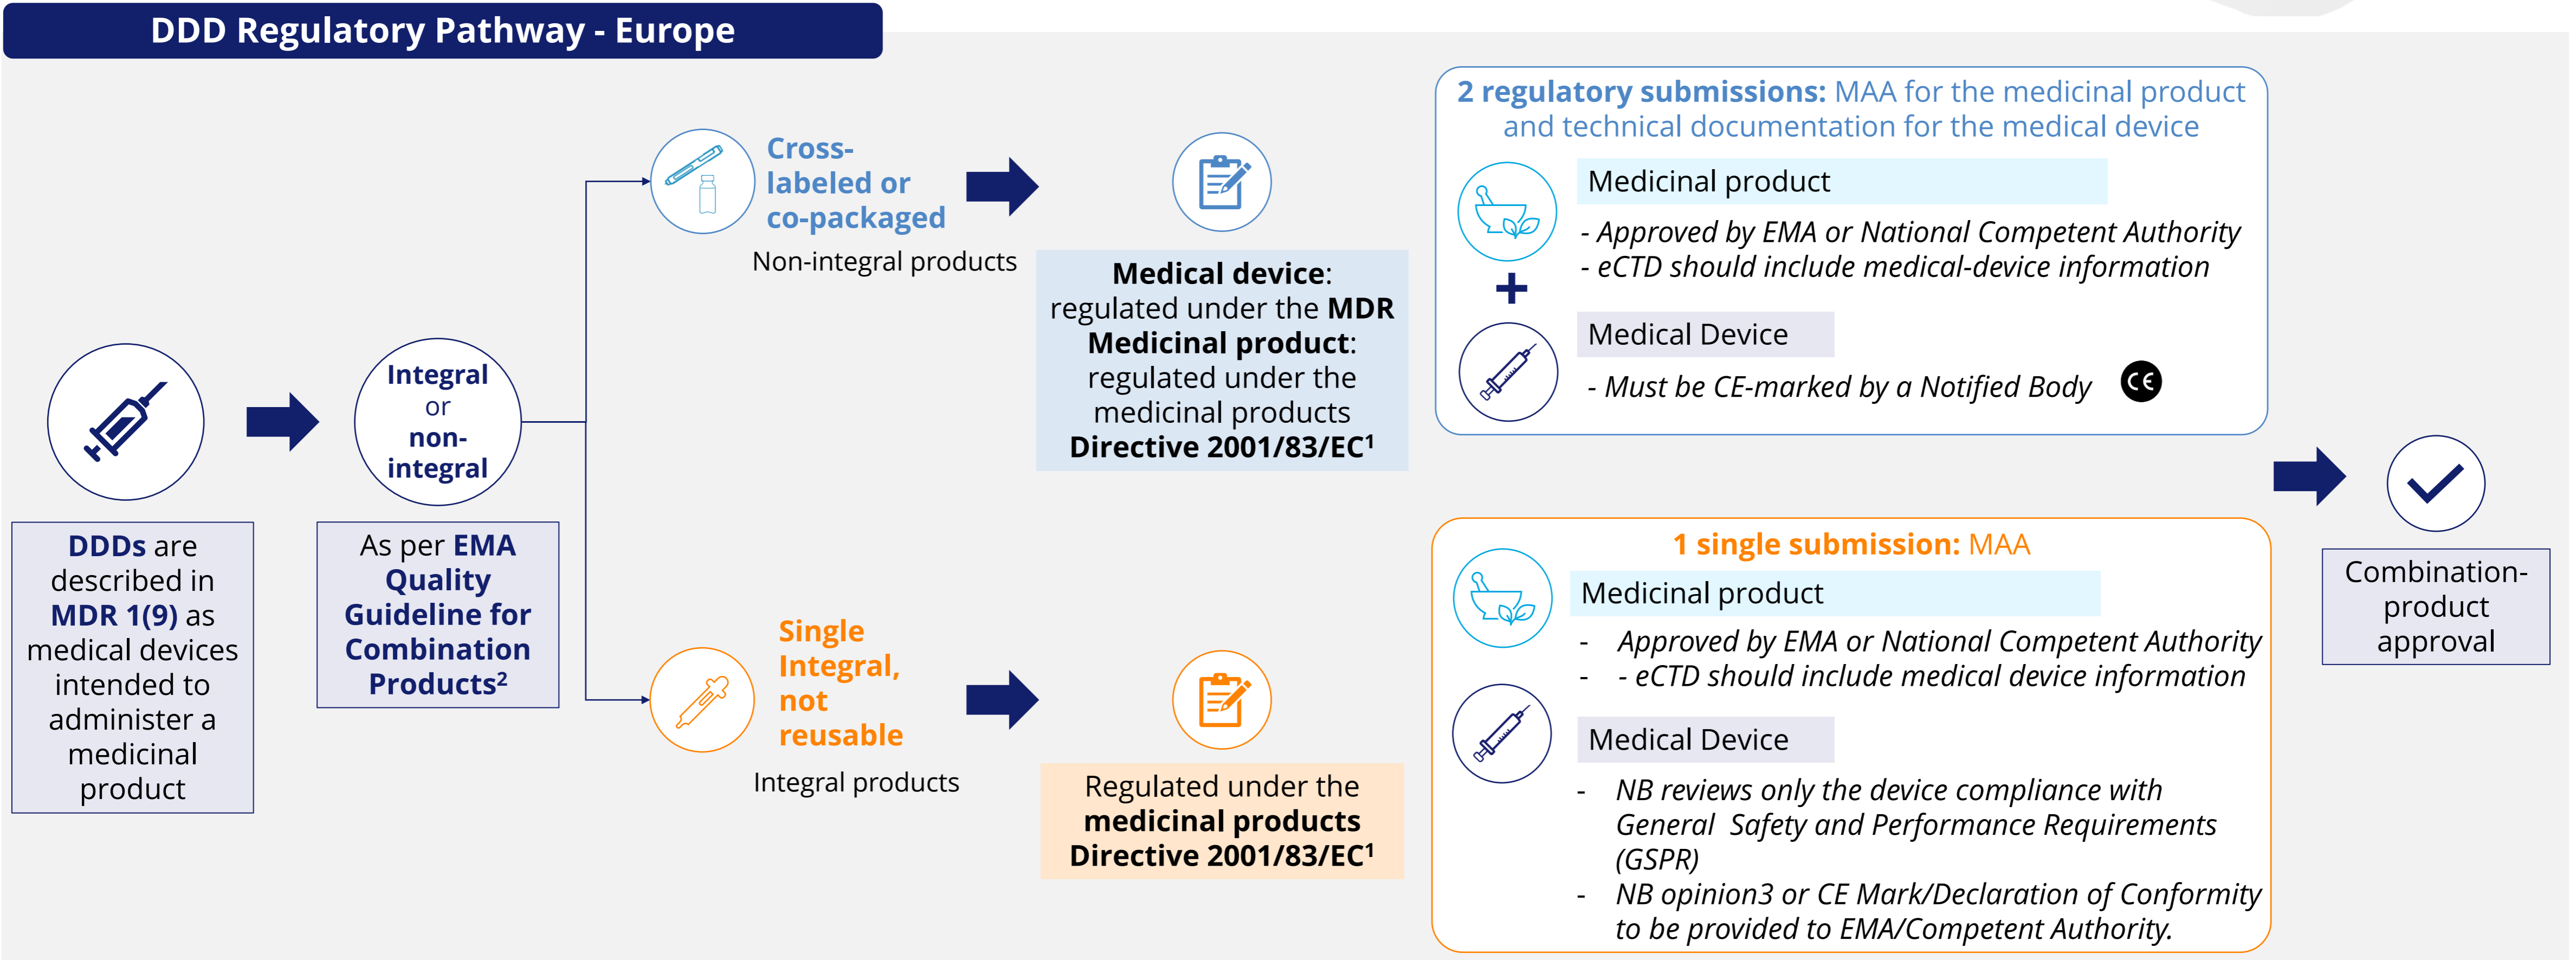 DDD Regulatory Pathway - Europe
DDDs are
described in
MDR 1(9) as
medical devices
intended to
administer a
medicinal
product
Integral
or
non-
integral
As per EMA
Quality
Guideline for
Combination
Products²
Cross-
labeled or
co-packaged
Non-integral products
Medical device:
regulated under the MDR
Medicinal product:
regulated under the
medicinal products
Directive 2001/83/EC¹
2 regulatory submissions: MAA for the medicinal product
and technical documentation for the medical device
Medicinal product
- Approved by EMA or National Competent Authority
- eCTD should include medical-device information
+
Medical Device
- Must be CE-marked by a Notified Body
CE
Single
Integral,
not
reusable
Integral products
Regulated under the
medicinal products
Directive 2001/83/EC¹
1 single submission: MAA
Medicinal product
- Approved by EMA or National Competent Authority
- - eCTD should include medical device information
Medical Device
- NB reviews only the device compliance with
General  Safety and Performance Requirements
(GSPR)
- NB opinion3 or CE Mark/Declaration of Conformity
to be provided to EMA/Competent Authority.
Combination-
product
approval